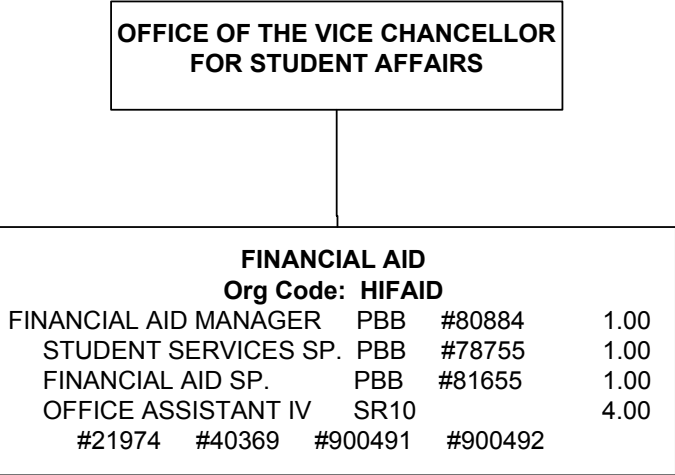 OFFICE OF THE VICE CHANCELLOR
FOR STUDENT AFFAIRS
FINANCIAL AID
Org Code: HIFAID
FINANCIAL AID MANAGER PBB #80884 1.00
STUDENT SERVICES SP. PBB #78755 1.00
FINANCIAL AID SP. PBB #81655 1.00
OFFICE ASSISTANT IV SR10 4.00
#21974 #40369 #900491 #900492